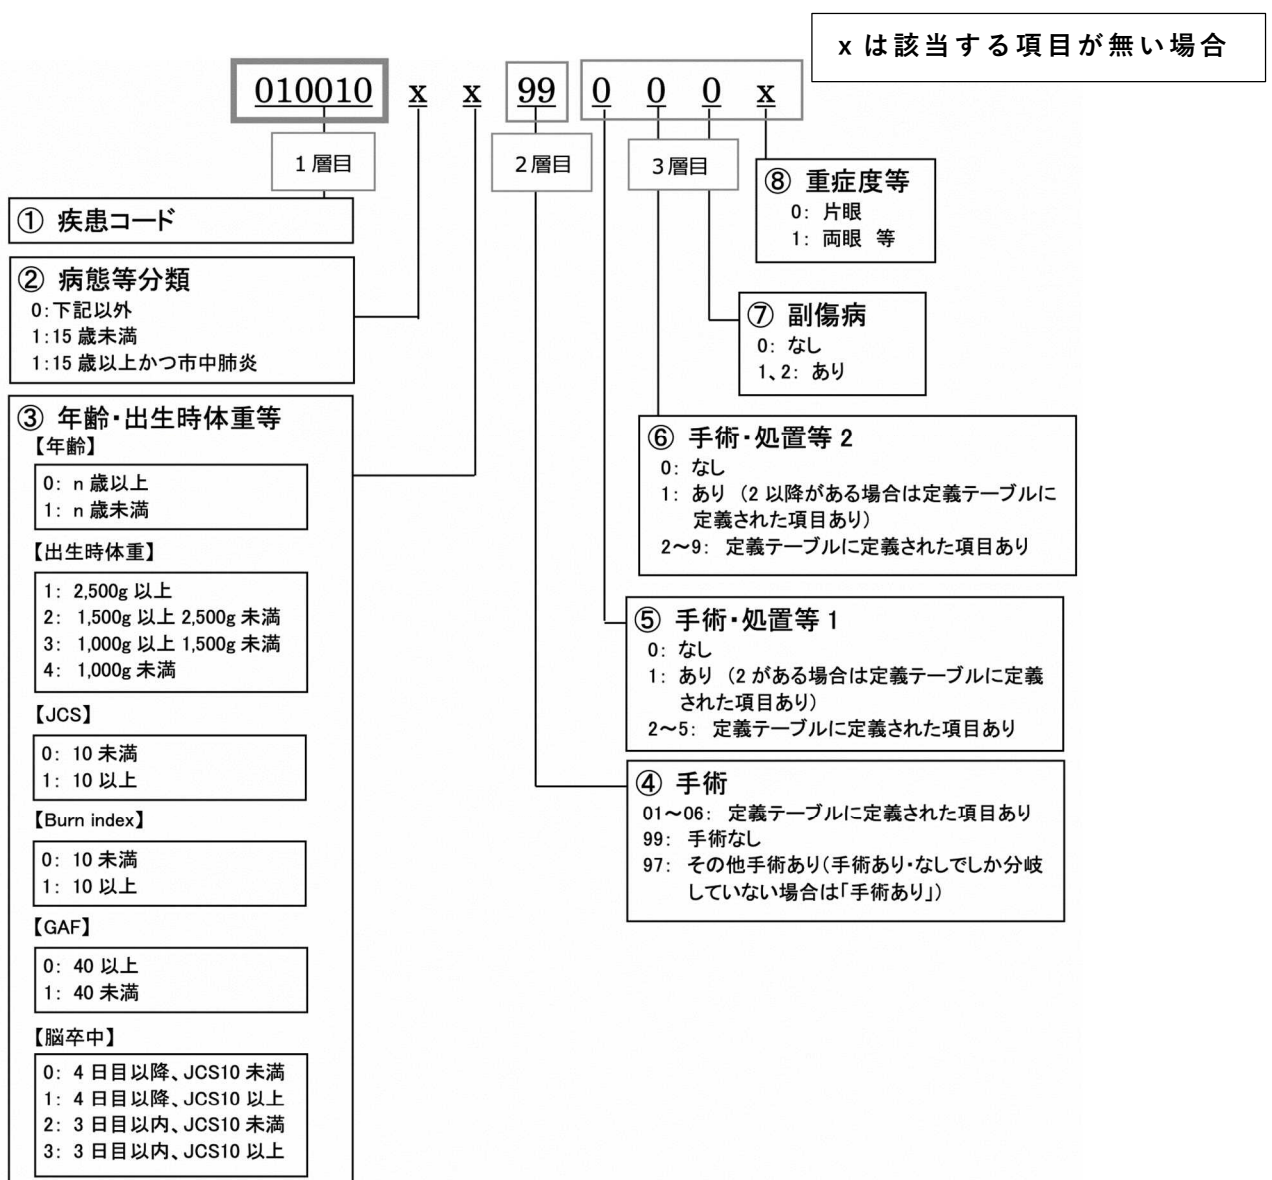 x は該当する項目が無い場合
010010 x x 99 0 0 0 x
1層目
2層目
3層目
① 疾患コード
② 病態等分類
0:下記以外
1:15 歳未満
1:15 歳以上かつ市中肺炎
③ 年齢・出生時体重等
【年齢】
0: n 歳以上
1: n 歳未満
【出生時体重】
1: 2,500g 以上
2: 1,500g 以上 2,500g 未満
3: 1,000g 以上 1,500g 未満
4: 1,000g 未満
【JCS】
0: 10 未満
1: 10 以上
【Burn index】
0: 10 未満
1: 10 以上
【GAF】
0: 40 以上
1: 40 未満
【脳卒中】
0: 4 日目以降、JCS10 未満
1: 4 日目以降、JCS10 以上
2: 3 日目以内、JCS10 未満
3: 3 日目以内、JCS10 以上
⑧ 重症度等
0: 片眼
1: 両眼 等
⑦ 副傷病
0: なし
1、2: あり
⑥ 手術・処置等 2
0: なし
1: あり (2 以降がある場合は定義テーブルに
定義された項目あり)
2～9: 定義テーブルに定義された項目あり
⑤ 手術・処置等 1
0: なし
1: あり (2 がある場合は定義テーブルに定義
された項目あり)
2～5: 定義テーブルに定義された項目あり
④ 手術
01～06: 定義テーブルに定義された項目あり
99: 手術なし
97: その他手術あり(手術あり・なしでしか分岐
していない場合は「手術あり」)